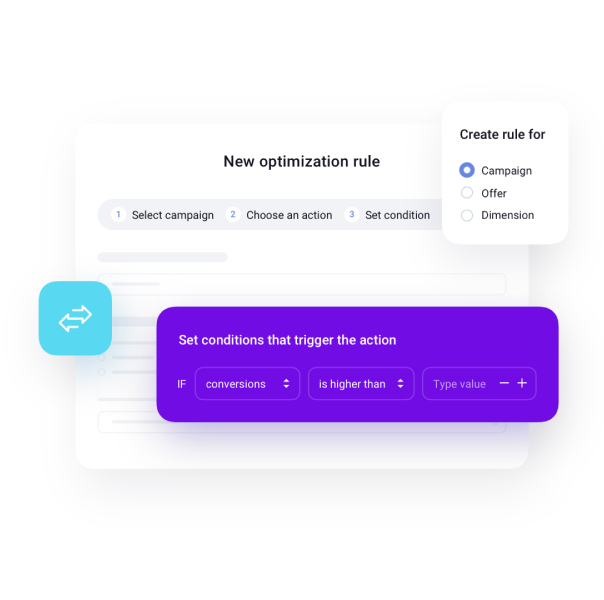 Create rule for
Campaign
Offer
Dimension
New optimization rule
1 Select campaign 2 Choose an action 3 Set condition
Set conditions that trigger the action
IF conversions is higher than Type value − +